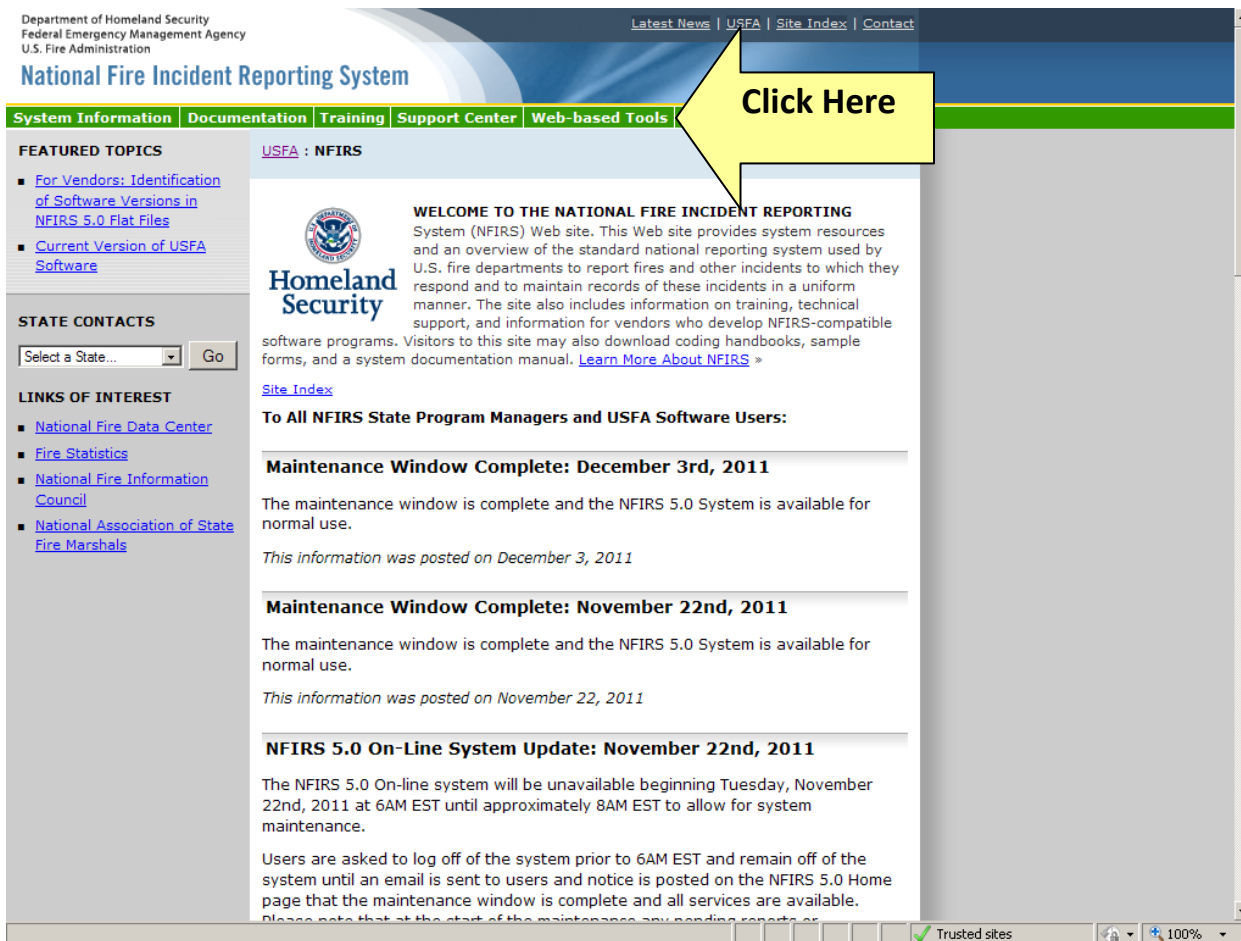 Department of Homeland Security
Federal Emergency Management Agency
U.S. Fire Administration
National Fire Incident Reporting System
Latest News | USFA | Site Index | Contact
Click Here
System Information | Documentation | Training | Support Center | Web-based Tools
FEATURED TOPICS
For Vendors: Identification
of Software Versions in
NFIRS 5.0 Flat Files
Current Version of USFA
Software
STATE CONTACTS
Select a State... Go
LINKS OF INTEREST
National Fire Data Center
Fire Statistics
National Fire Information
Council
National Association of State
Fire Marshals
USFA : NFIRS
Homeland
Security
WELCOME TO THE NATIONAL FIRE INCIDENT REPORTING
System (NFIRS) Web site. This Web site provides system resources
and an overview of the standard national reporting system used by
U.S. fire departments to report fires and other incidents to which they
respond and to maintain records of these incidents in a uniform
manner. The site also includes information on training, technical
support, and information for vendors who develop NFIRS-compatible
software programs. Visitors to this site may also download coding handbooks, sample
forms, and a system documentation manual. Learn More About NFIRS »
Site Index
To All NFIRS State Program Managers and USFA Software Users:
Maintenance Window Complete: December 3rd, 2011
The maintenance window is complete and the NFIRS 5.0 System is available for
normal use.
This information was posted on December 3, 2011
Maintenance Window Complete: November 22nd, 2011
The maintenance window is complete and the NFIRS 5.0 System is available for
normal use.
This information was posted on November 22, 2011
NFIRS 5.0 On-Line System Update: November 22nd, 2011
The NFIRS 5.0 On-line system will be unavailable beginning Tuesday, November
22nd, 2011 at 6AM EST until approximately 8AM EST to allow for system
maintenance.
Users are asked to log off of the system prior to 6AM EST and remain off of the
system until an email is sent to users and notice is posted on the NFIRS 5.0 Home
page that the maintenance window is complete and all services are available.
Please note that at the start of the maintenance any pending reports or
Trusted sites
100%